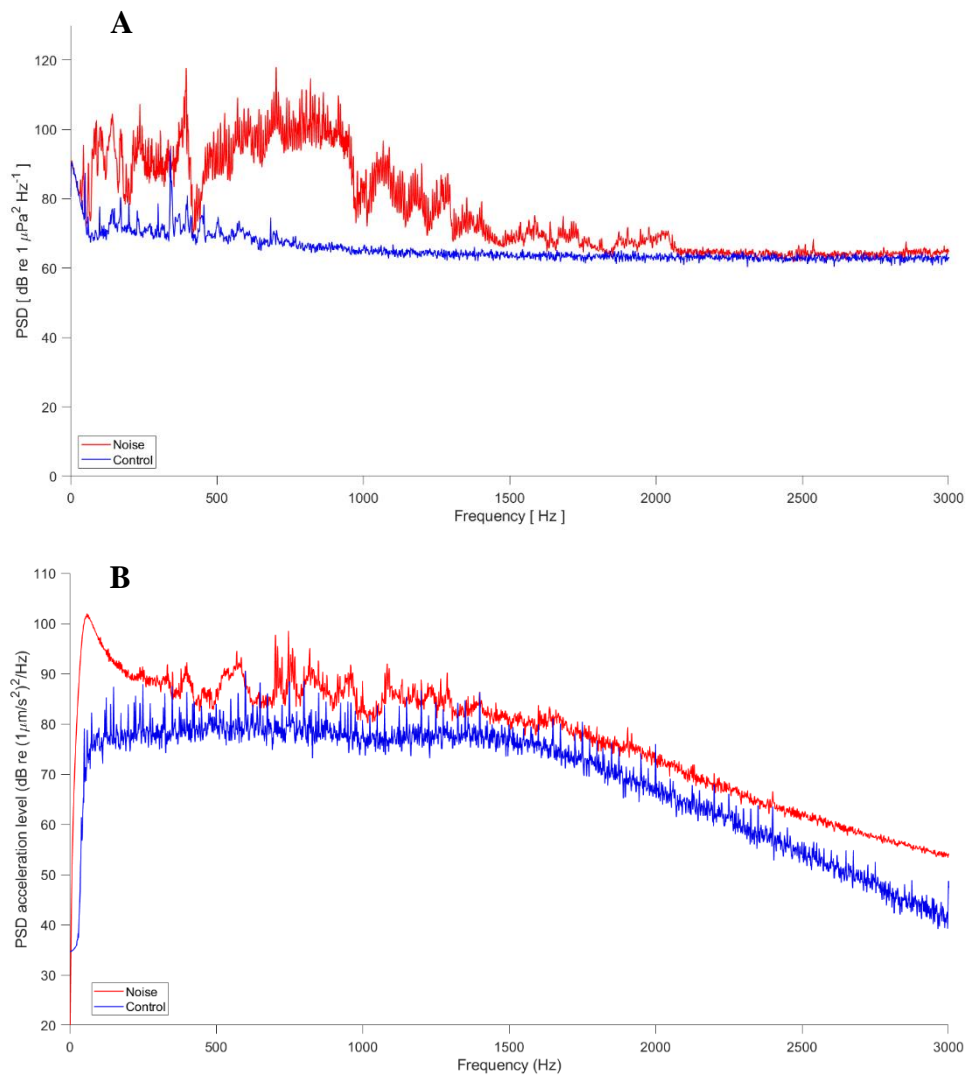 A
120
100
80
60
40
20
0
PSD [ dB re 1 μPa² Hz⁻¹ ]
Noise
Control
0 500 1000 1500 2000 2500 3000
Frequency [ Hz ]
B
110
100
90
80
70
60
50
40
30
20
PSD acceleration level (dB re (1μm/s²)²/Hz)
Noise
Control
0 500 1000 1500 2000 2500 3000
Frequency (Hz)